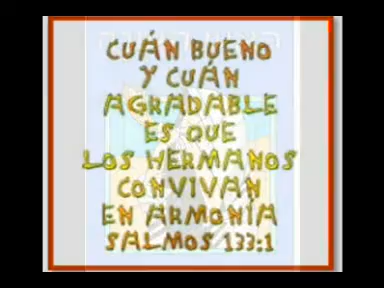 CUÁN BUENO
Y CUÁN
AGRADABLE
ES QUE
LOS HERMANOS
CONVIVAN
EN ARMONÍA
SALMOS 133:1